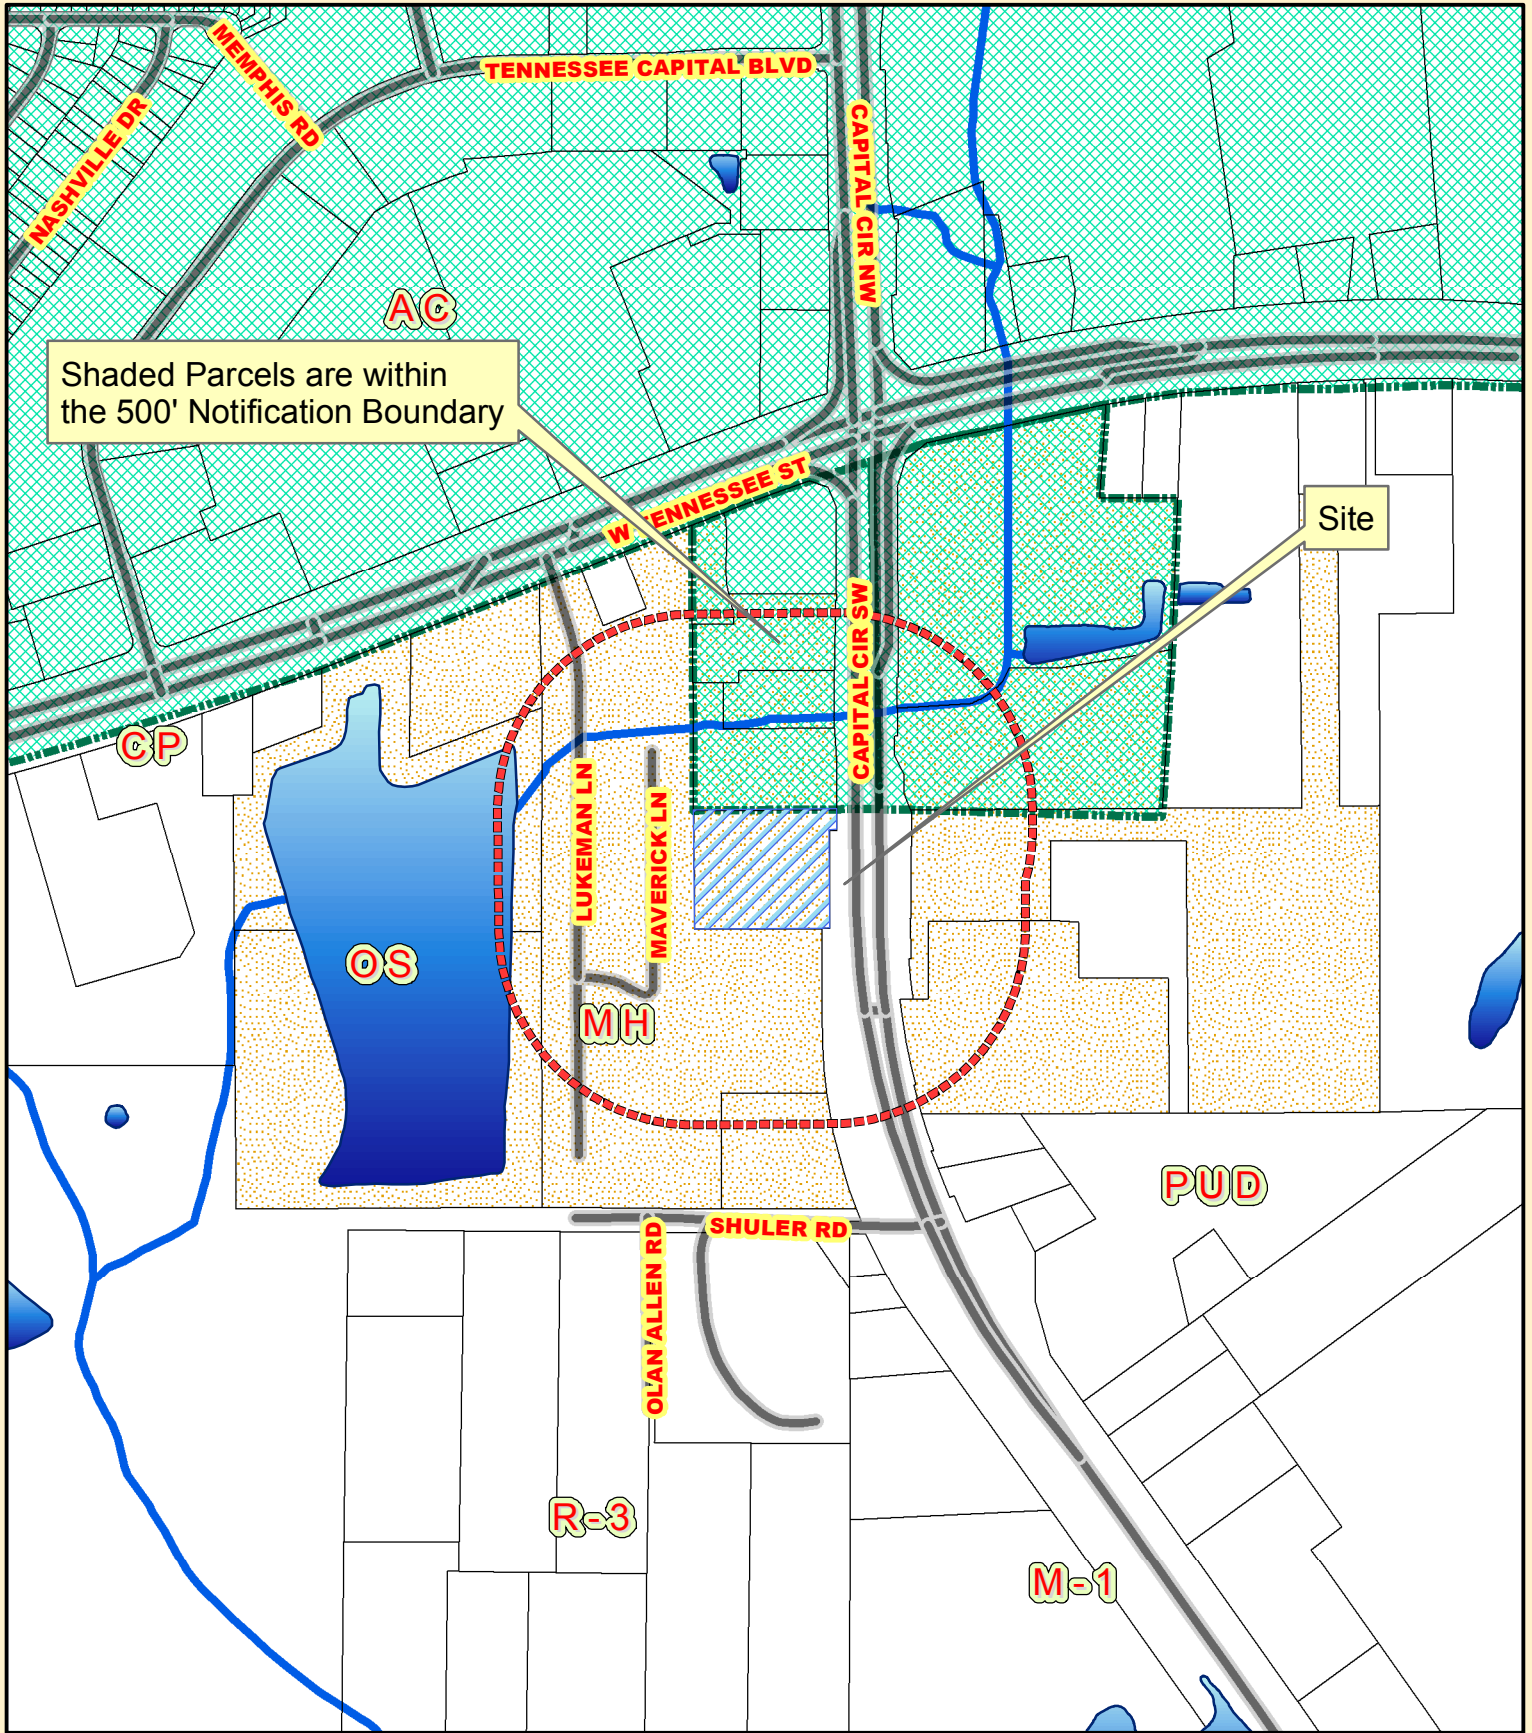 MEMPHIS RD
TENNESSEE CAPITAL BLVD
NASHVILLE DR
CAPITAL CIR NW
AC
Shaded Parcels are within
the 500' Notification Boundary
W TENNESSEE ST
Site
CAPITAL CIR SW
CP
LUKEMAN LN
MAVERICK LN
OS
MH
PUD
SHULER RD
OLAN ALLEN RD
R-3
M-1